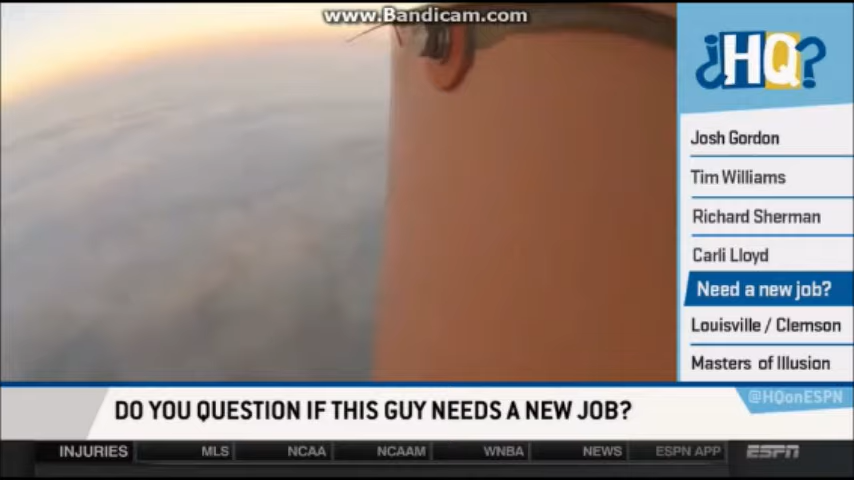 www.Bandicam.com
¿HQ?
Josh Gordon
Tim Williams
Richard Sherman
Carli Lloyd
Need a new job?
Louisville / Clemson
Masters of Illusion
@HQonESPN
DO YOU QUESTION IF THIS GUY NEEDS A NEW JOB?
INJURIES MLS NCAA NCAAM WNBA NEWS ESPN APP ESPN